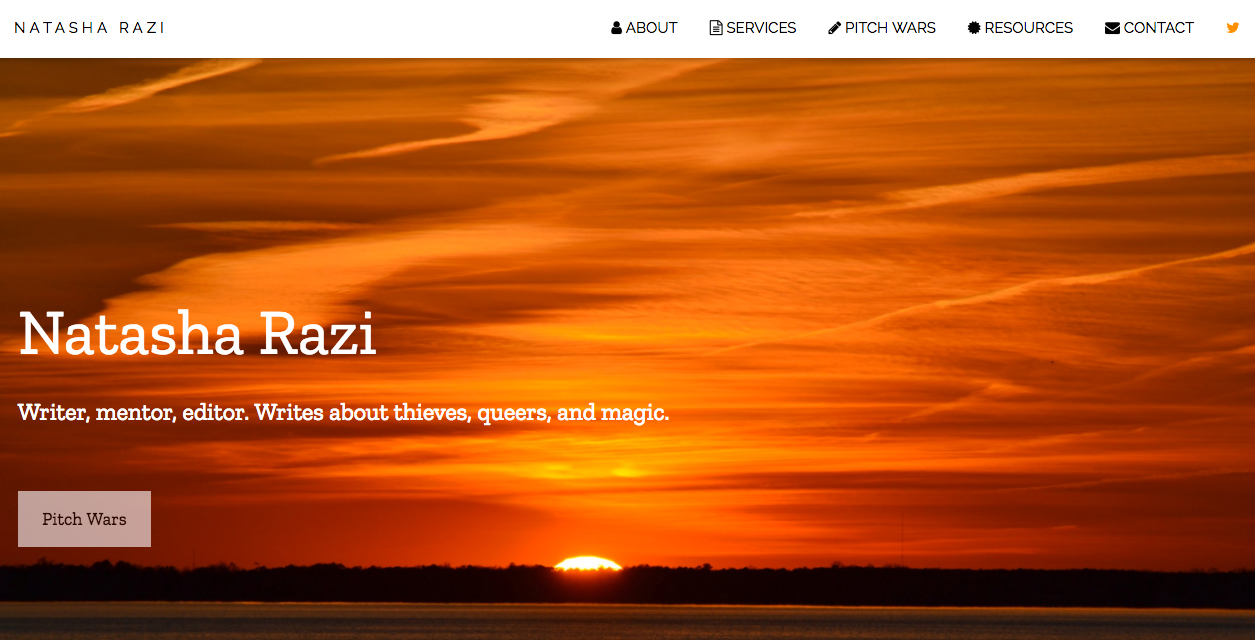 NATASHA RAZI
ABOUT SERVICES PITCH WARS RESOURCES CONTACT
Natasha Razi
Writer, mentor, editor. Writes about thieves, queers, and magic.
Pitch Wars